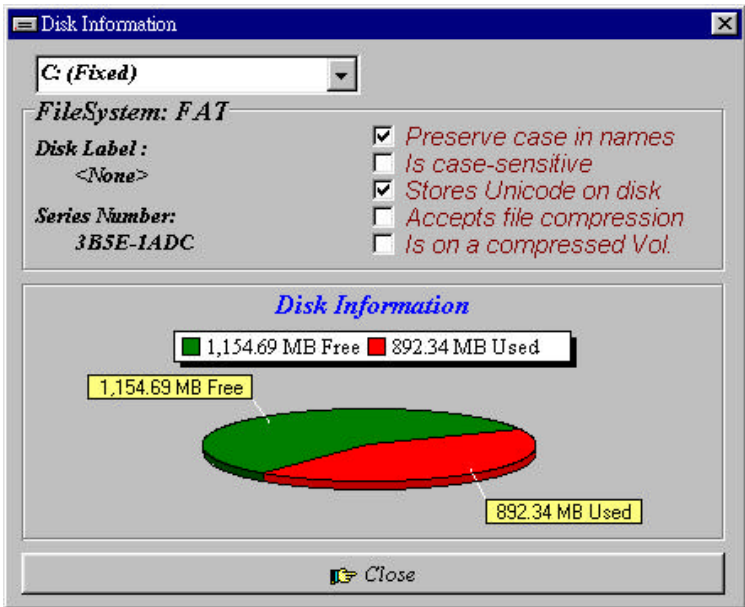 Disk Information
C: (Fixed)
FileSystem: FAT
Disk Label :
<None>
Series Number:
3B5E-1ADC
Preserve case in names
Is case-sensitive
Stores Unicode on disk
Accepts file compression
Is on a compressed Vol.
Disk Information
1,154.69 MB Free 892.34 MB Used
1,154.69 MB Free
892.34 MB Used
Close